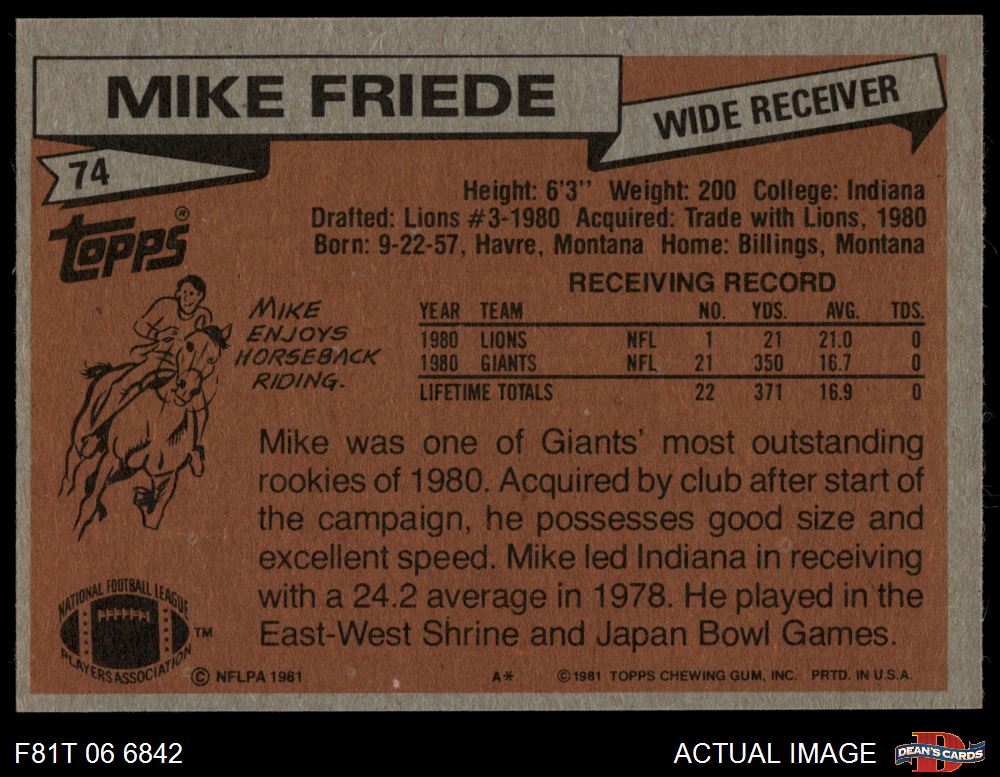 MIKE FRIEDE
WIDE RECEIVER
74
Topps®
Height: 6'3" Weight: 200 College: Indiana
Drafted: Lions #3-1980 Acquired: Trade with Lions, 1980
Born: 9-22-57, Havre, Montana Home: Billings, Montana
MIKE
ENJOYS
HORSEBACK
RIDING.
RECEIVING RECORD
YEAR TEAM NO. YDS. AVG. TDS.
1980 LIONS NFL 1 21 21.0 0
1980 GIANTS NFL 21 350 16.7 0
LIFETIME TOTALS 22 371 16.9 0
Mike was one of Giants' most outstanding
rookies of 1980. Acquired by club after start of
the campaign, he possesses good size and
excellent speed. Mike led Indiana in receiving
with a 24.2 average in 1978. He played in the
East-West Shrine and Japan Bowl Games.
NATIONAL FOOTBALL LEAGUE
PLAYERS ASSOCIATION
TM
© NFLPA 1981 A* © 1981 TOPPS CHEWING GUM, INC. PRTD. IN U.S.A.
F81T 06 6842 ACTUAL IMAGE
D
DEAN'S CARDS